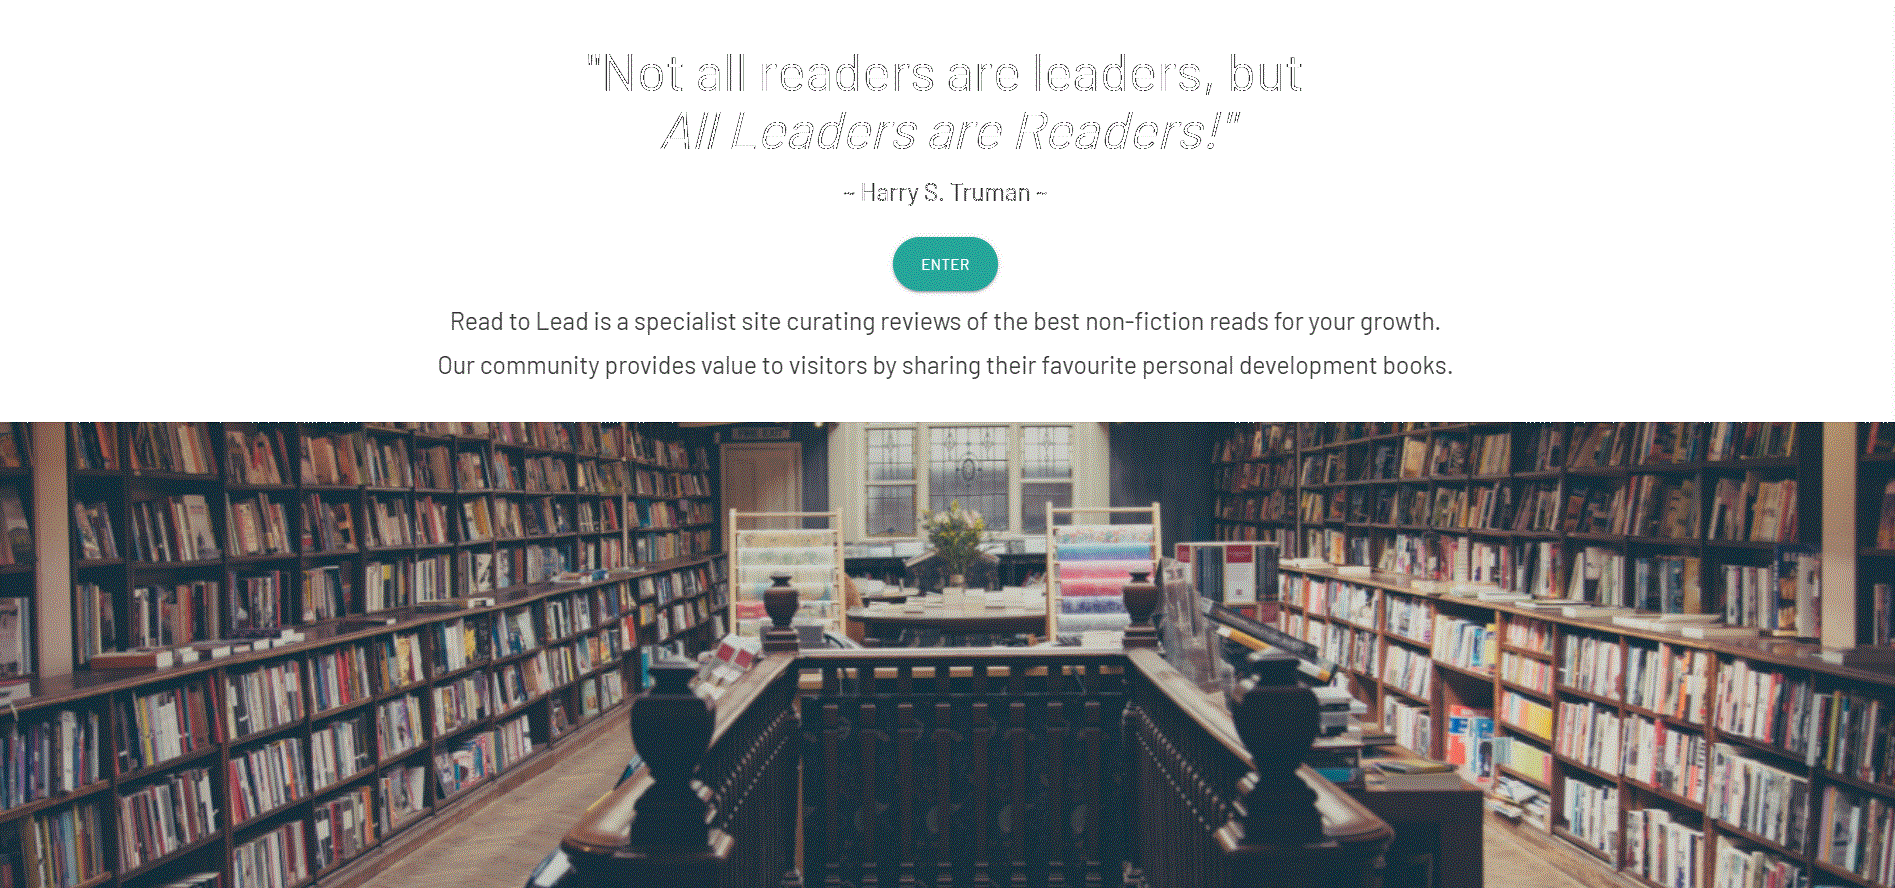 "Not all readers are leaders, but
All Leaders are Readers!"
~ Harry S. Truman ~
ENTER
Read to Lead is a specialist site curating reviews of the best non-fiction reads for your growth.
Our community provides value to visitors by sharing their favourite personal development books.